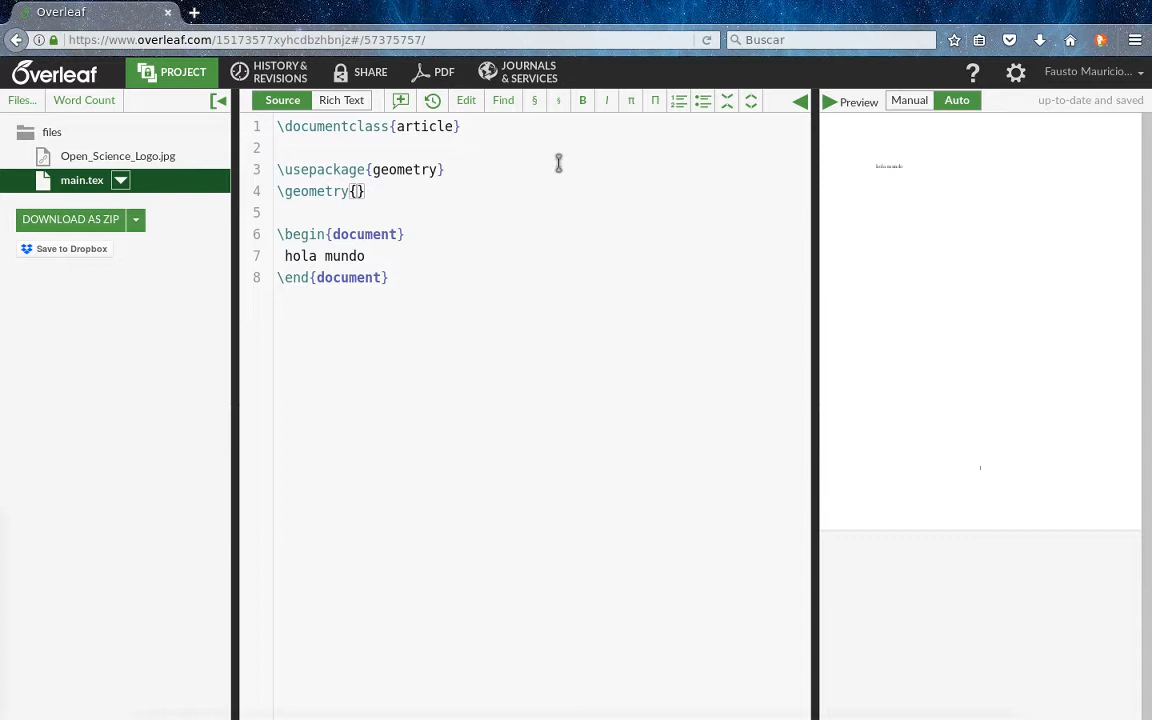 Overleaf
https://www.overleaf.com/15173577xyhcdbzhbnjz#/57375757/
Buscar
Overleaf
PROJECT
HISTORY &
REVISIONS
SHARE
PDF
JOURNALS
& SERVICES
?
Fausto Mauricio...
Files...
Word Count
Source
Rich Text
Edit
Find
§
§
B
I
π
Π
Preview
Manual
Auto
up-to-date and saved
files
Open_Science_Logo.jpg
main.tex
DOWNLOAD AS ZIP
Save to Dropbox
1 \documentclass{article}
2
3 \usepackage{geometry}
4 \geometry{}
5
6 \begin{document}
7 hola mundo
8 \end{document}
hola mundo
1